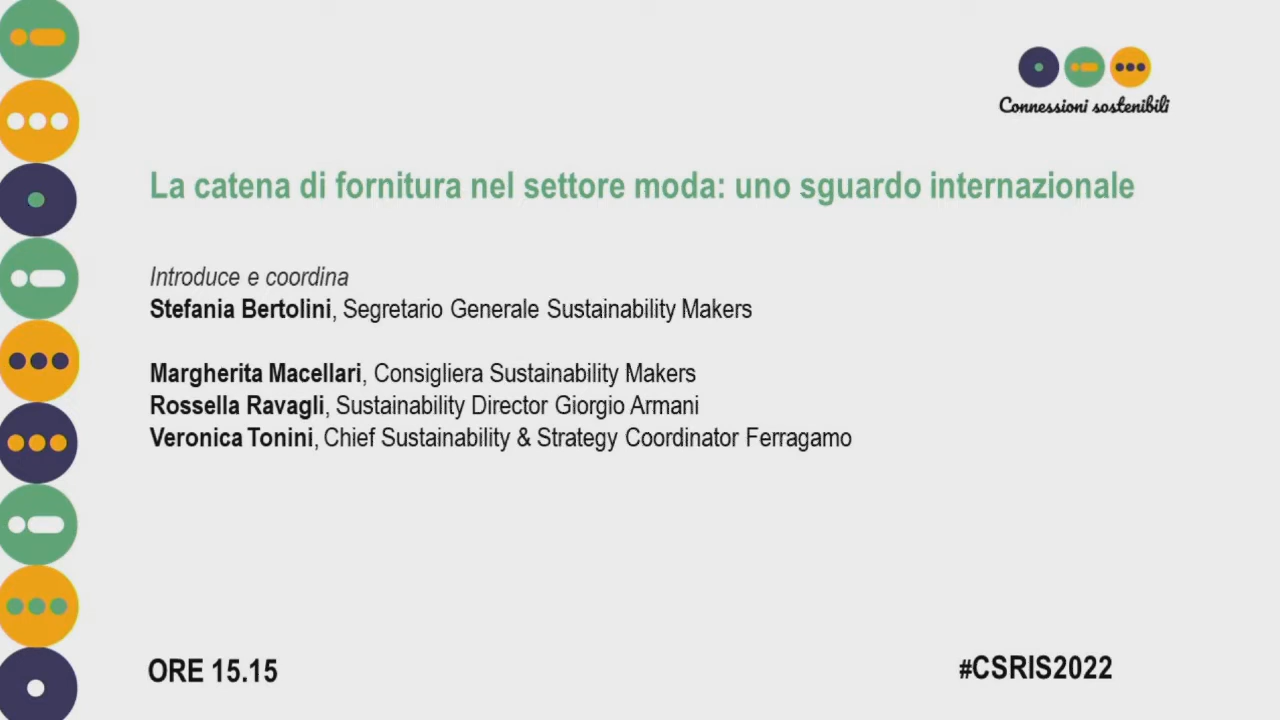 Connessioni sostenibili
La catena di fornitura nel settore moda: uno sguardo internazionale
Introduce e coordina
Stefania Bertolini, Segretario Generale Sustainability Makers
Margherita Macellari, Consigliera Sustainability Makers
Rossella Ravagli, Sustainability Director Giorgio Armani
Veronica Tonini, Chief Sustainability & Strategy Coordinator Ferragamo
ORE 15.15
#CSRIS2022